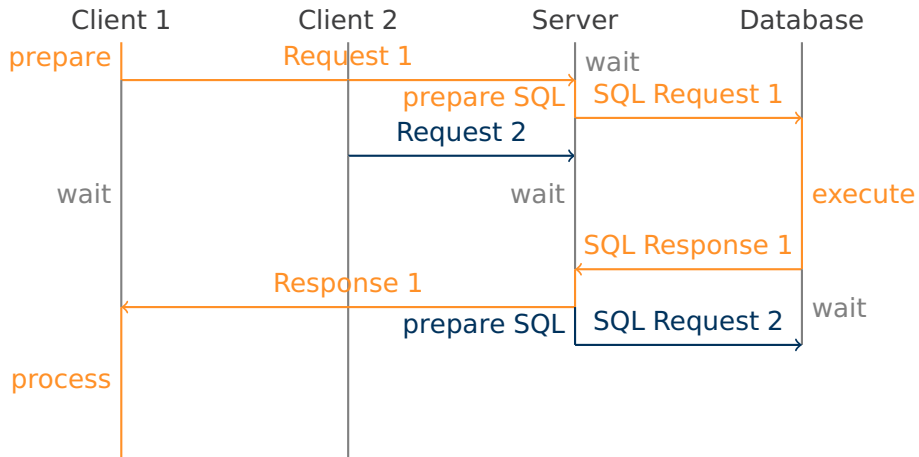 Client 1
Client 2
Server
Database
prepare
Request 1
wait
prepare SQL
SQL Request 1
Request 2
wait
wait
execute
SQL Response 1
Response 1
wait
prepare SQL
SQL Request 2
process